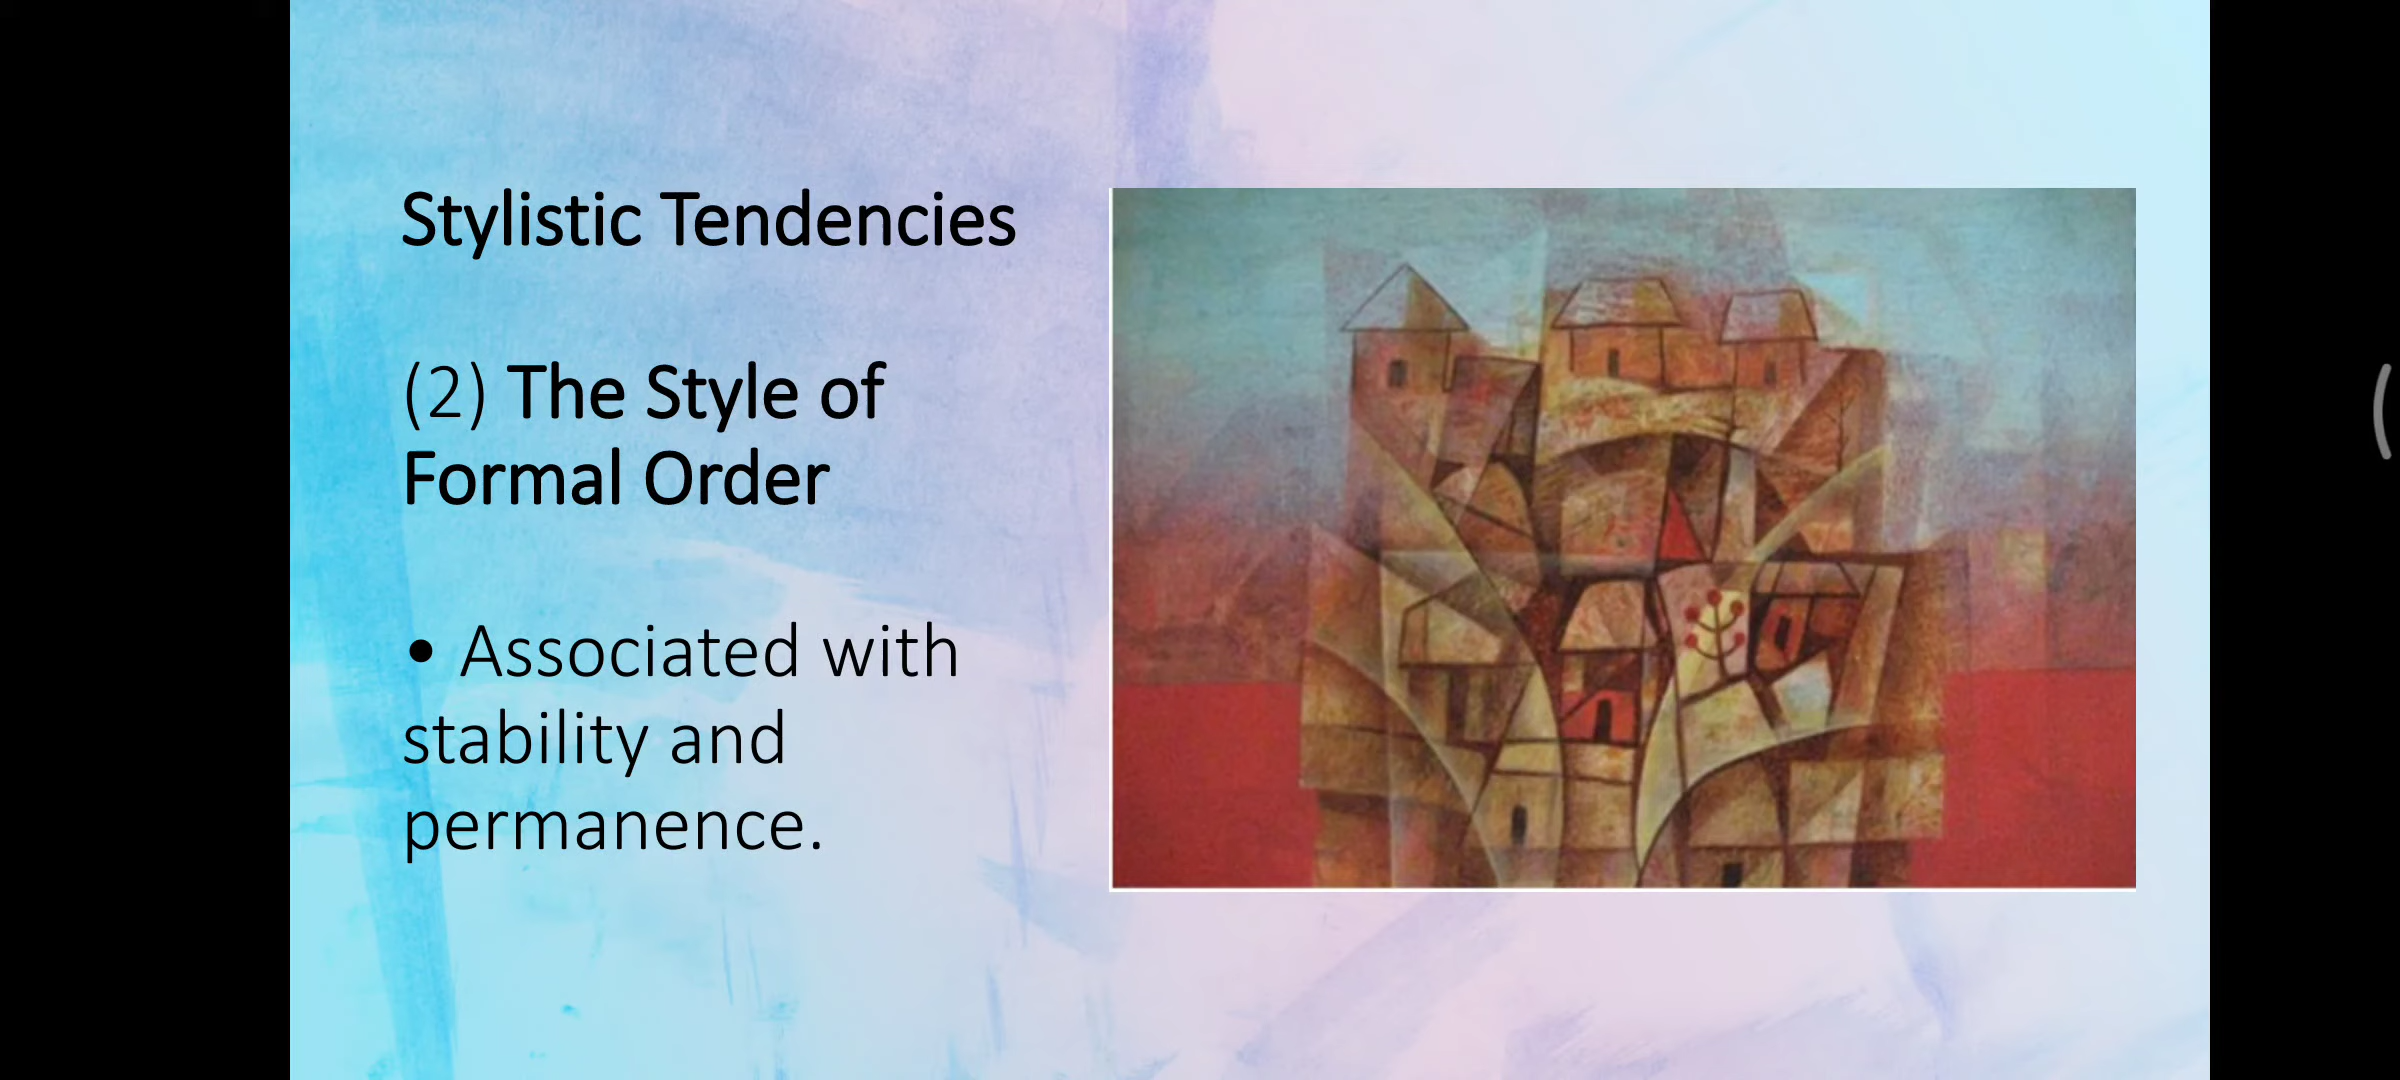 Stylistic Tendencies
(2) The Style of
Formal Order
• Associated with
stability and
permanence.